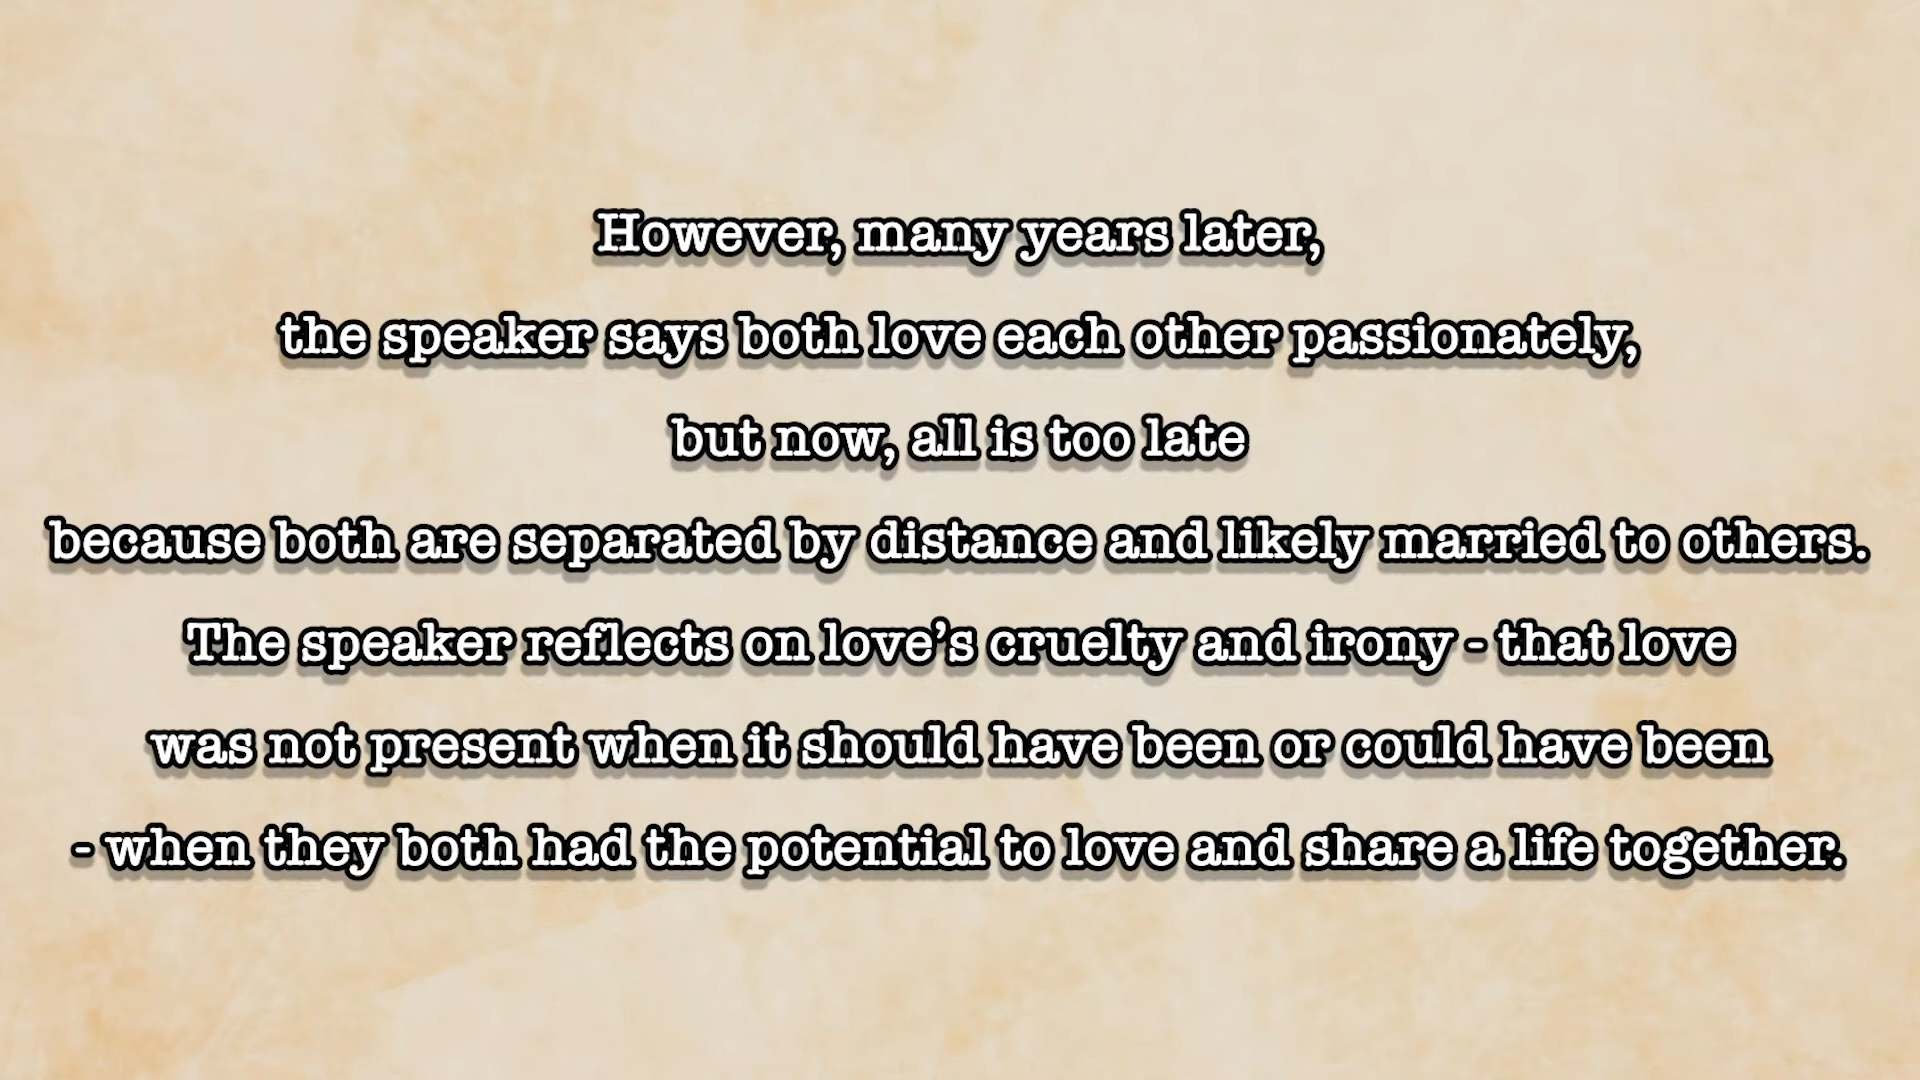 However, many years later,
the speaker says both love each other passionately,
but now, all is too late
because both are separated by distance and likely married to others.
The speaker reflects on love’s cruelty and irony - that love
was not present when it should have been or could have been
- when they both had the potential to love and share a life together.